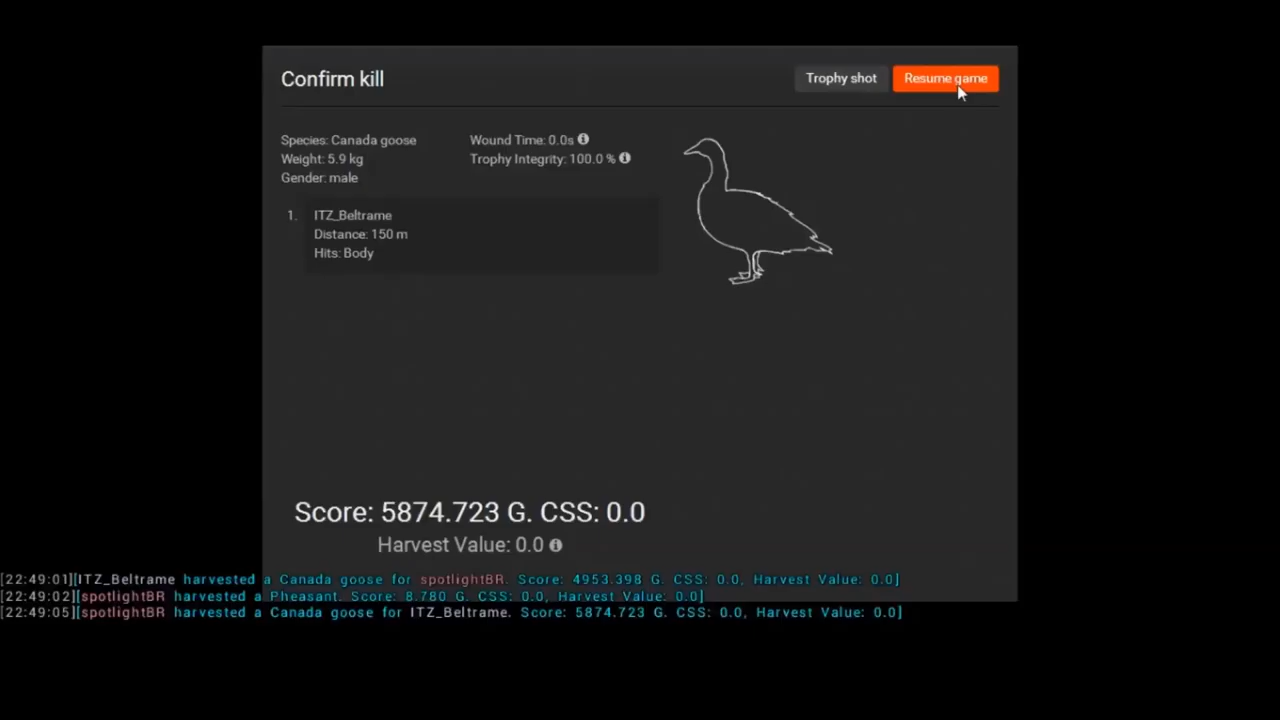 Confirm kill
Trophy shot
Resume game
Species: Canada goose
Weight: 5.9 kg
Gender: male
Wound Time: 0.0s
Trophy Integrity: 100.0 %
1. ITZ_Beltrame
Distance: 150 m
Hits: Body
Score: 5874.723 G. CSS: 0.0
Harvest Value: 0.0
[22:49:01][ITZ_Beltrame harvested a Canada goose for spotlightBR. Score: 4953.398 G. CSS: 0.0, Harvest Value: 0.0]
[22:49:02][spotlightBR harvested a Pheasant. Score: 8.780 G. CSS: 0.0, Harvest Value: 0.0]
[22:49:05][spotlightBR harvested a Canada goose for ITZ_Beltrame. Score: 5874.723 G. CSS: 0.0, Harvest Value: 0.0]